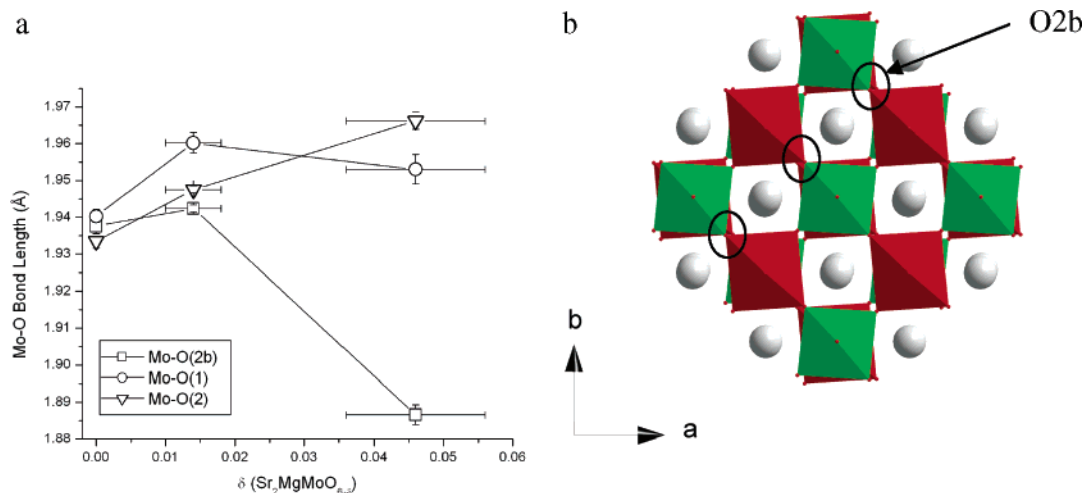 a
1.97
1.96
1.95
1.94
1.93
1.92
1.91
1.90
1.89
1.88
Mo-O Bond Length (Å)
Mo-O(2b)
Mo-O(1)
Mo-O(2)
0.00 0.01 0.02 0.03 0.04 0.05 0.06
δ (Sr₂MgMoO₆₋δ)
b
O2b
b
a